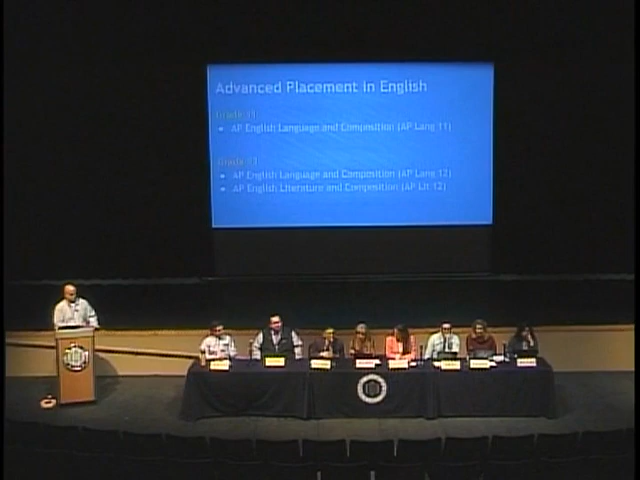 Advanced Placement in English
Grade 11
• AP English Language and Composition (AP Lang 11)
Grade 12
• AP English Language and Composition (AP Lang 12)
• AP English Literature and Composition (AP Lit 12)